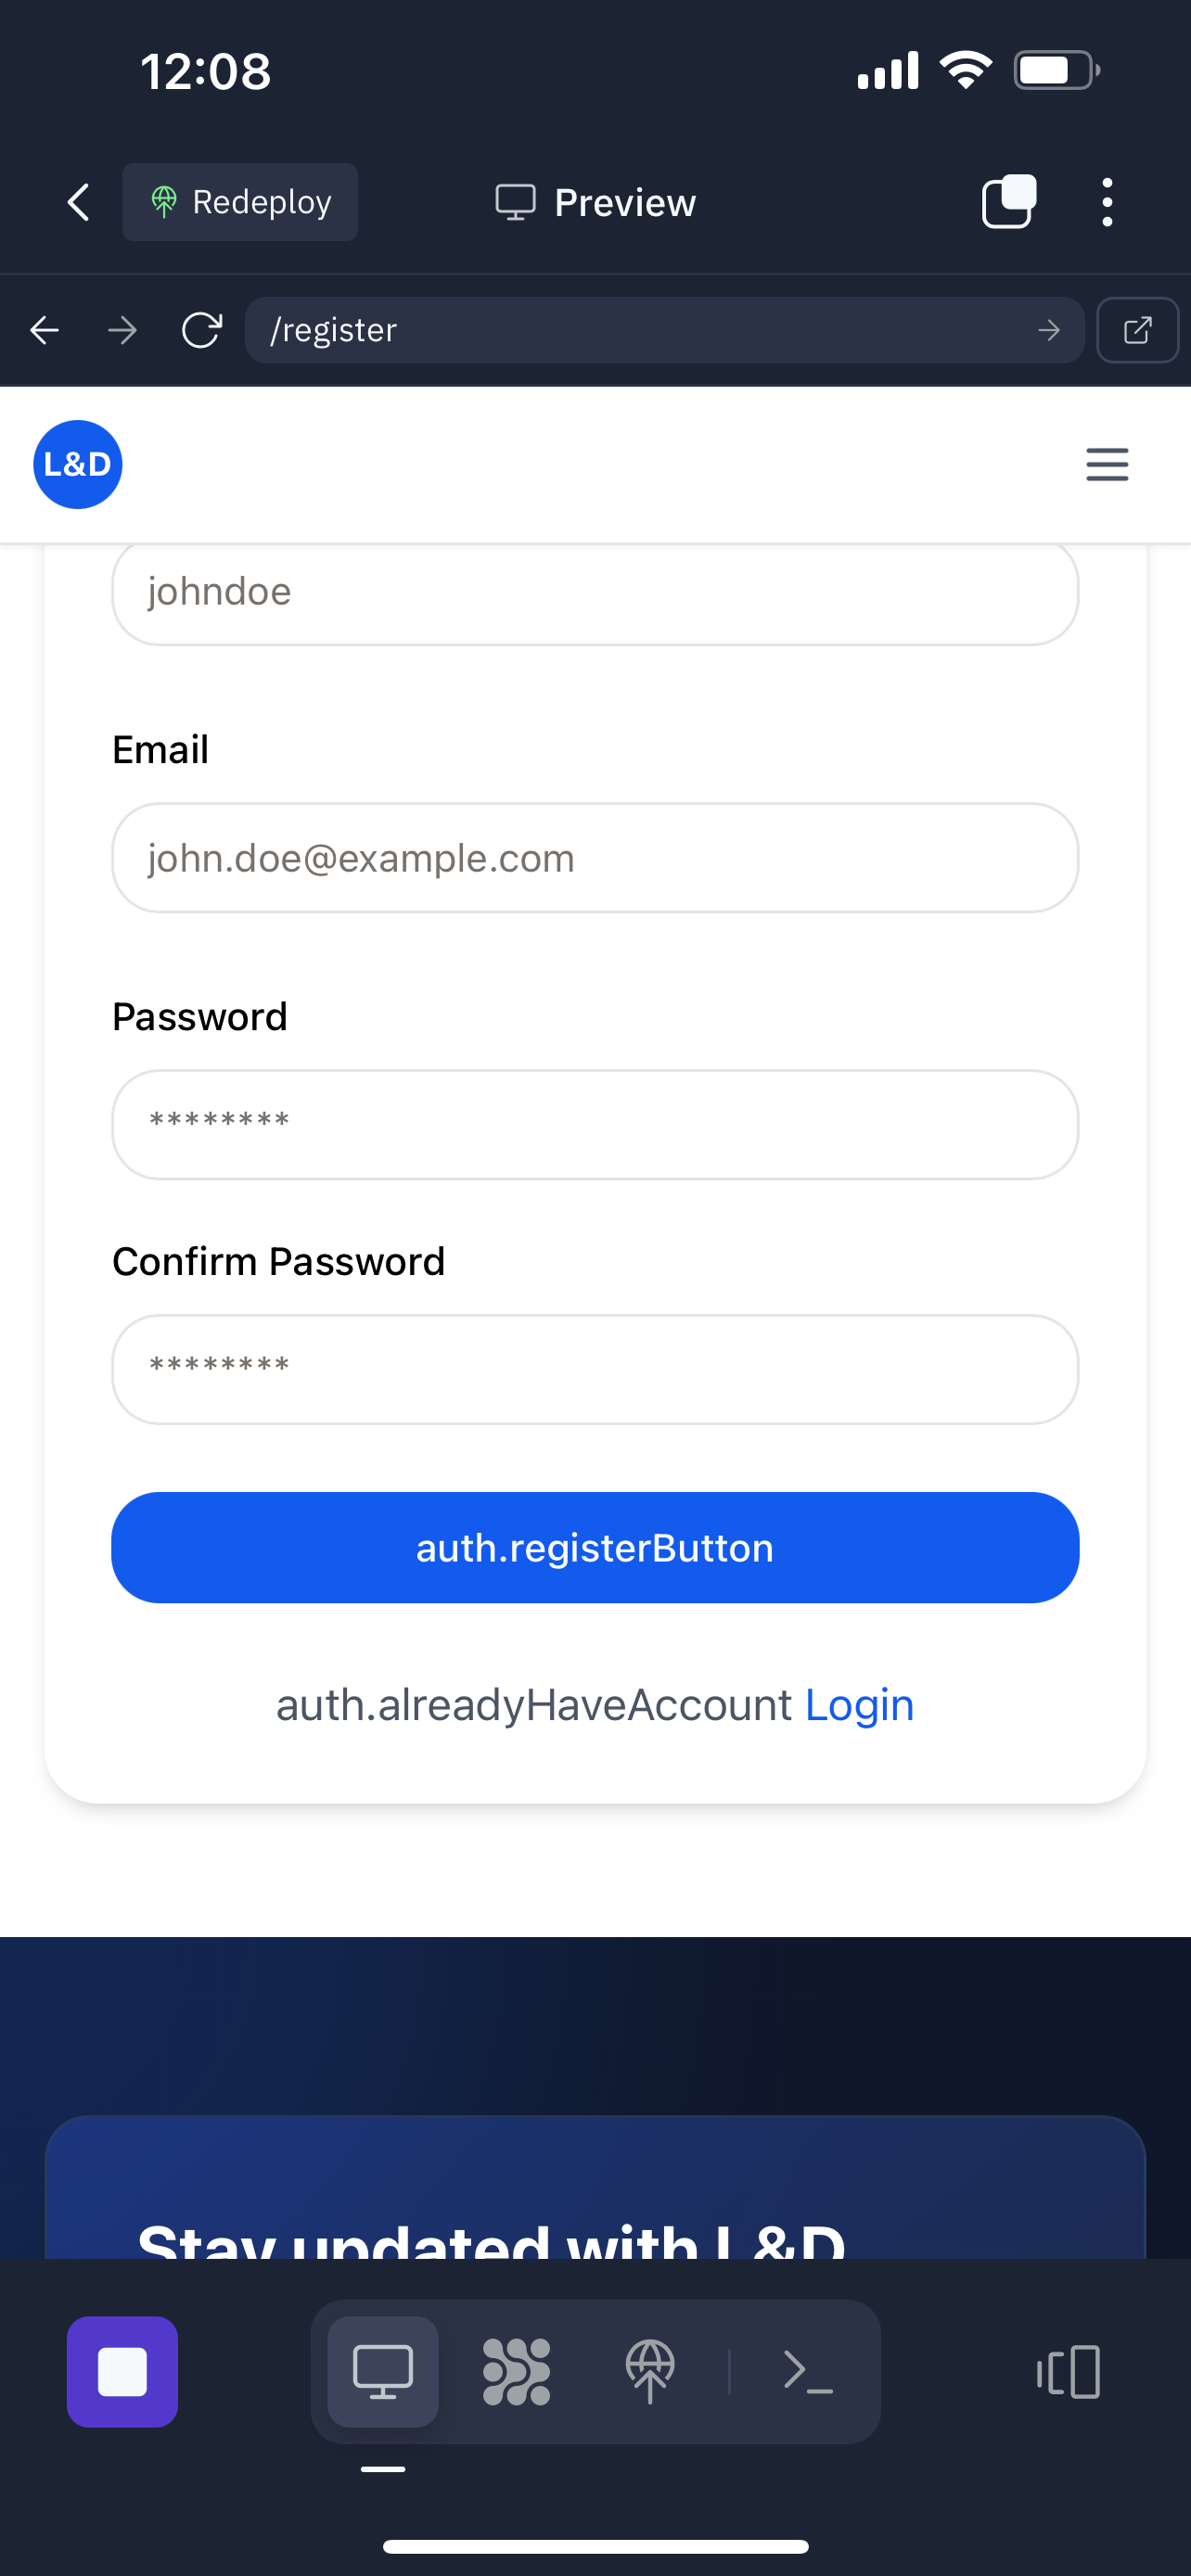 12:08
Redeploy
Preview
/register
L&D
johndoe
Email
john.doe@example.com
Password
********
Confirm Password
********
auth.registerButton
auth.alreadyHaveAccount Login
Stay updated with L&D